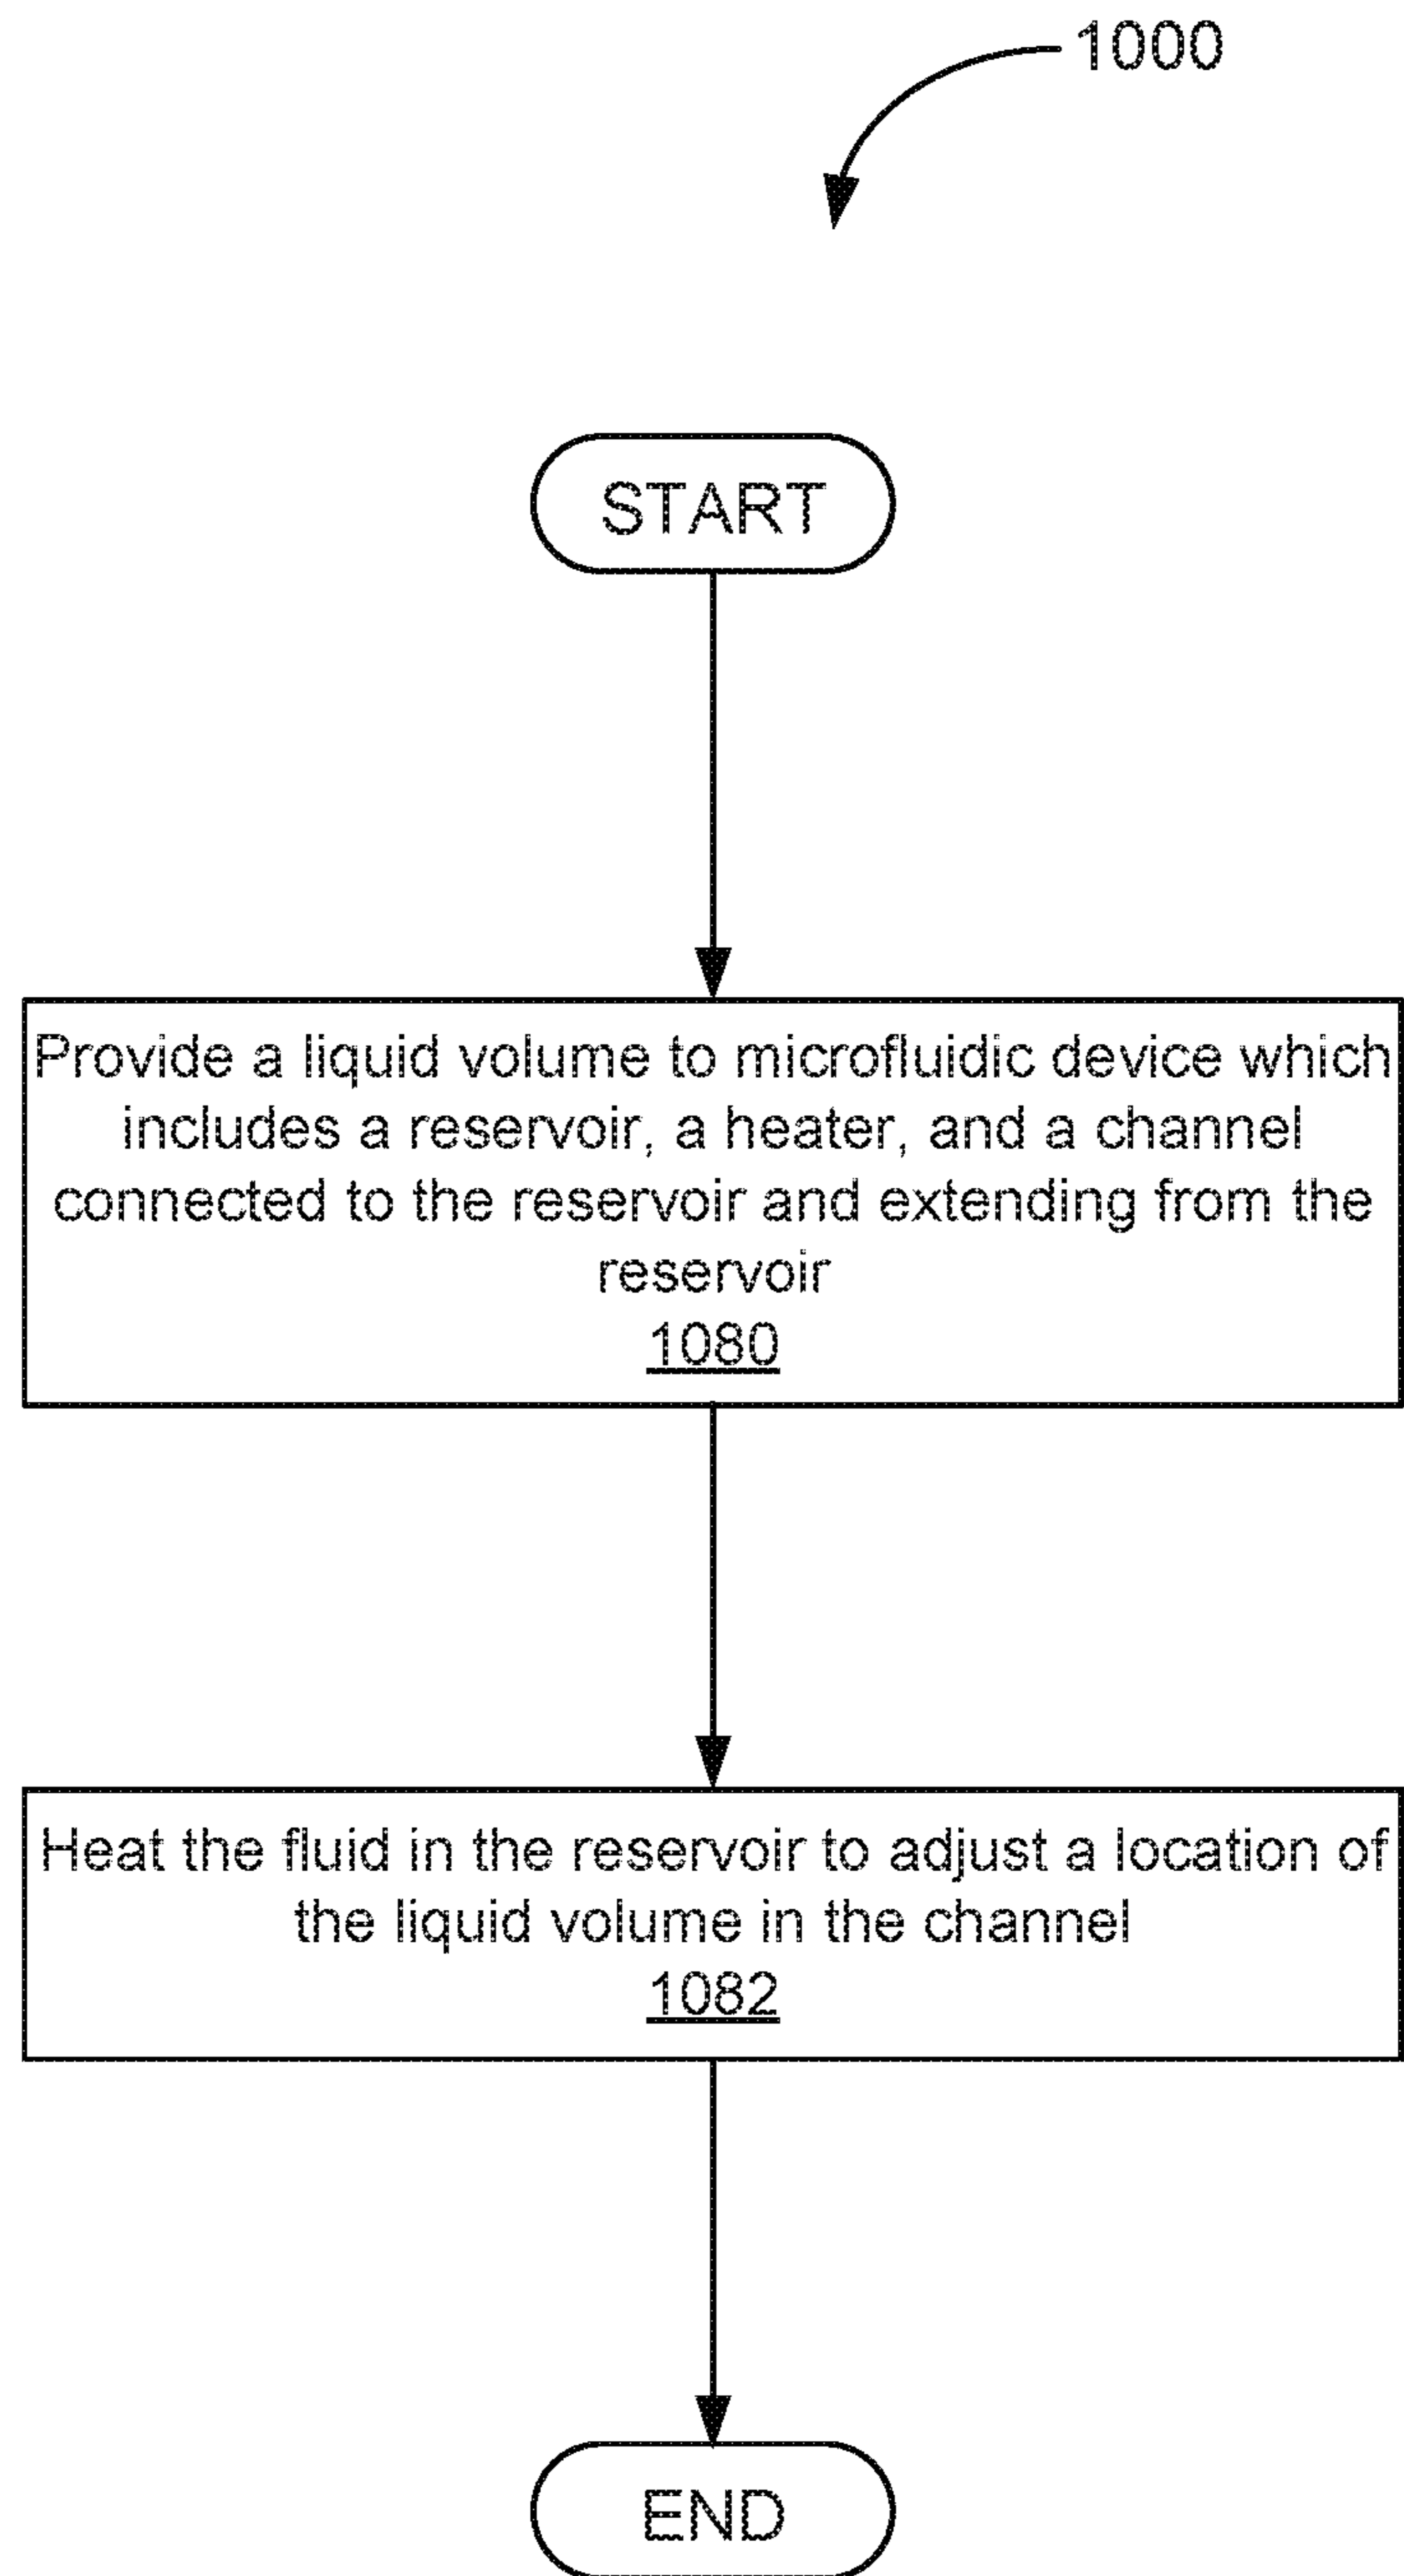 1000
START
Provide a liquid volume to microfluidic device which
includes a reservoir, a heater, and a channel
connected to the reservoir and extending from the
reservoir
1080
Heat the fluid in the reservoir to adjust a location of
the liquid volume in the channel
1082
END